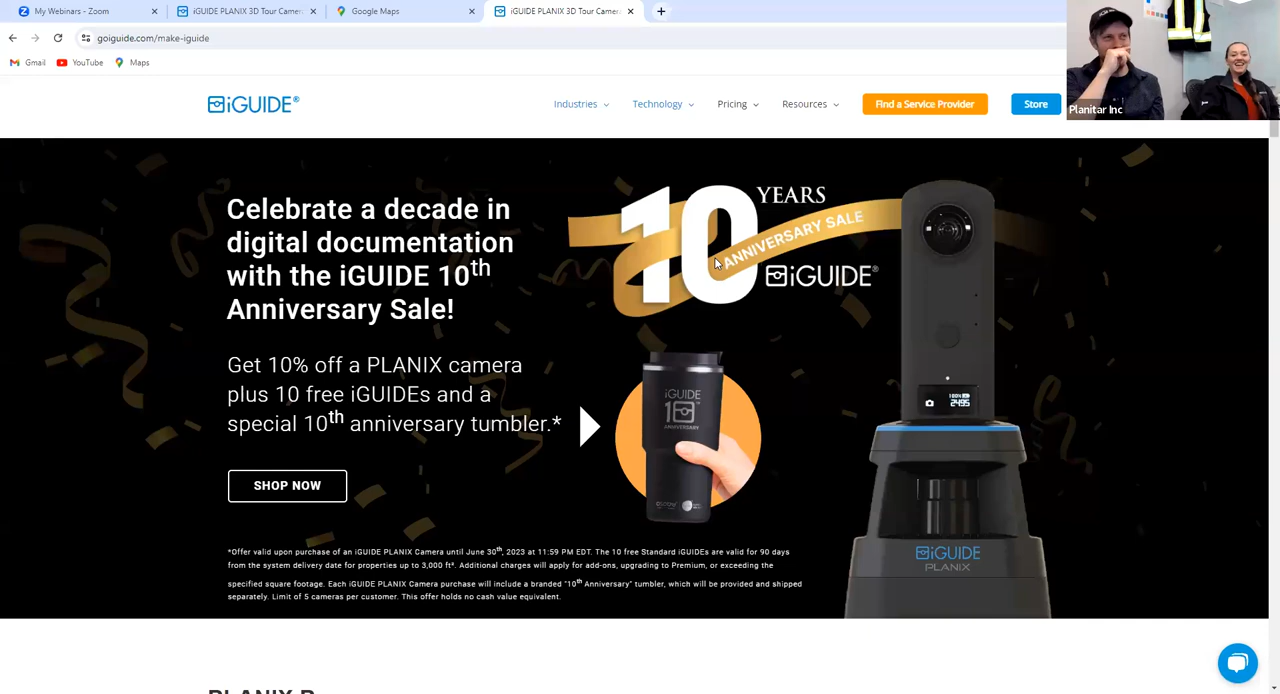 My Webinars - Zoom
iGUIDE PLANIX 3D Tour Camer
Google Maps
iGUIDE PLANIX 3D Tour Camer
goiguide.com/make-iguide
Gmail
YouTube
Maps
Planitar Inc
iGUIDE®
Industries
Technology
Pricing
Resources
Find a Service Provider
Store
Celebrate a decade in
digital documentation
with the iGUIDE 10th
Anniversary Sale!
Get 10% off a PLANIX camera
plus 10 free iGUIDEs and a
special 10th anniversary tumbler.*
SHOP NOW
10 YEARS
ANNIVERSARY SALE
iGUIDE®
iGUIDE
10
ANNIVERSARY
100%
2495
iGUIDE
PLANIX
*Offer valid upon purchase of an iGUIDE PLANIX Camera until June 30th, 2023 at 11:59 PM EDT. The 10 free Standard iGUIDEs are valid for 90 days
from the system delivery date for properties up to 3,000 ft². Additional charges will apply for add-ons, upgrading to Premium, or exceeding the
specified square footage. Each iGUIDE PLANIX Camera purchase will include a branded "10th Anniversary" tumbler, which will be provided and shipped
separately. Limit of 5 cameras per customer. This offer holds no cash value equivalent.